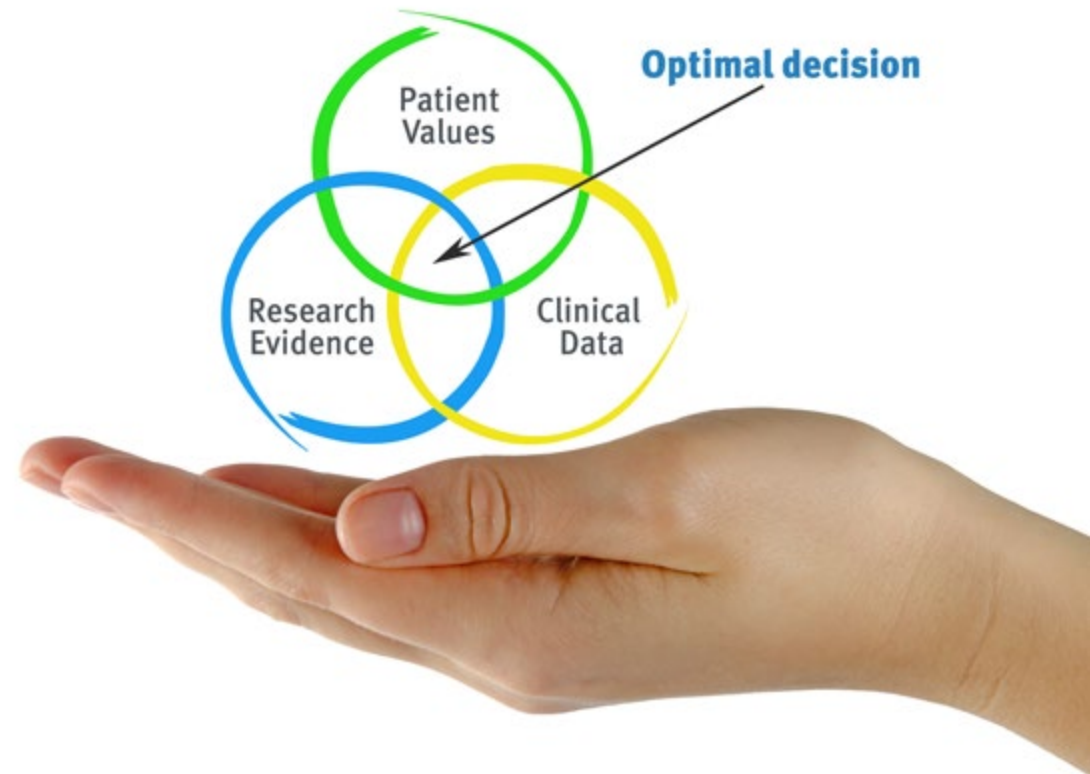 Optimal decision
Patient
Values
Research
Evidence
Clinical
Data